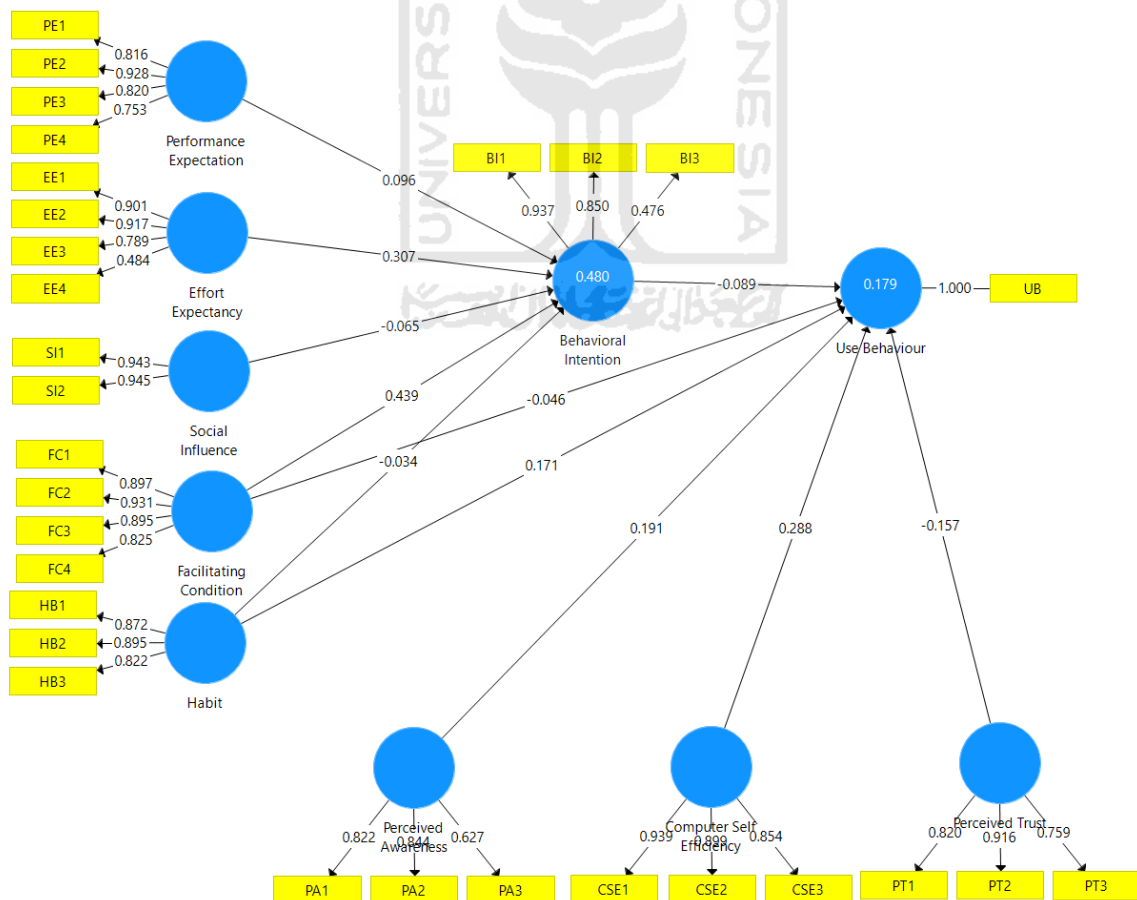 UNIVERS
ONESIA
PE1
PE2
PE3
PE4
0.816
0.928
0.820
0.753
Performance
Expectation
EE1
EE2
EE3
EE4
0.901
0.917
0.789
0.484
Effort
Expectancy
SI1
SI2
0.943
0.945
Social
Influence
FC1
FC2
FC3
FC4
0.897
0.931
0.895
0.825
Facilitating
Condition
HB1
HB2
HB3
0.872
0.895
0.822
Habit
0.096
0.307
-0.065
0.439
-0.034
BI1
BI2
BI3
0.937
0.850
0.476
0.480
Behavioral
Intention
-0.089
-0.046
0.171
0.191
0.288
-0.157
0.179
Use Behaviour
1.000
UB
Perceived
Awareness
0.822
0.844
0.627
PA1
PA2
PA3
Computer Self
Efficiency
0.939
0.899
0.854
CSE1
CSE2
CSE3
Perceived Trust
0.820
0.916
0.759
PT1
PT2
PT3